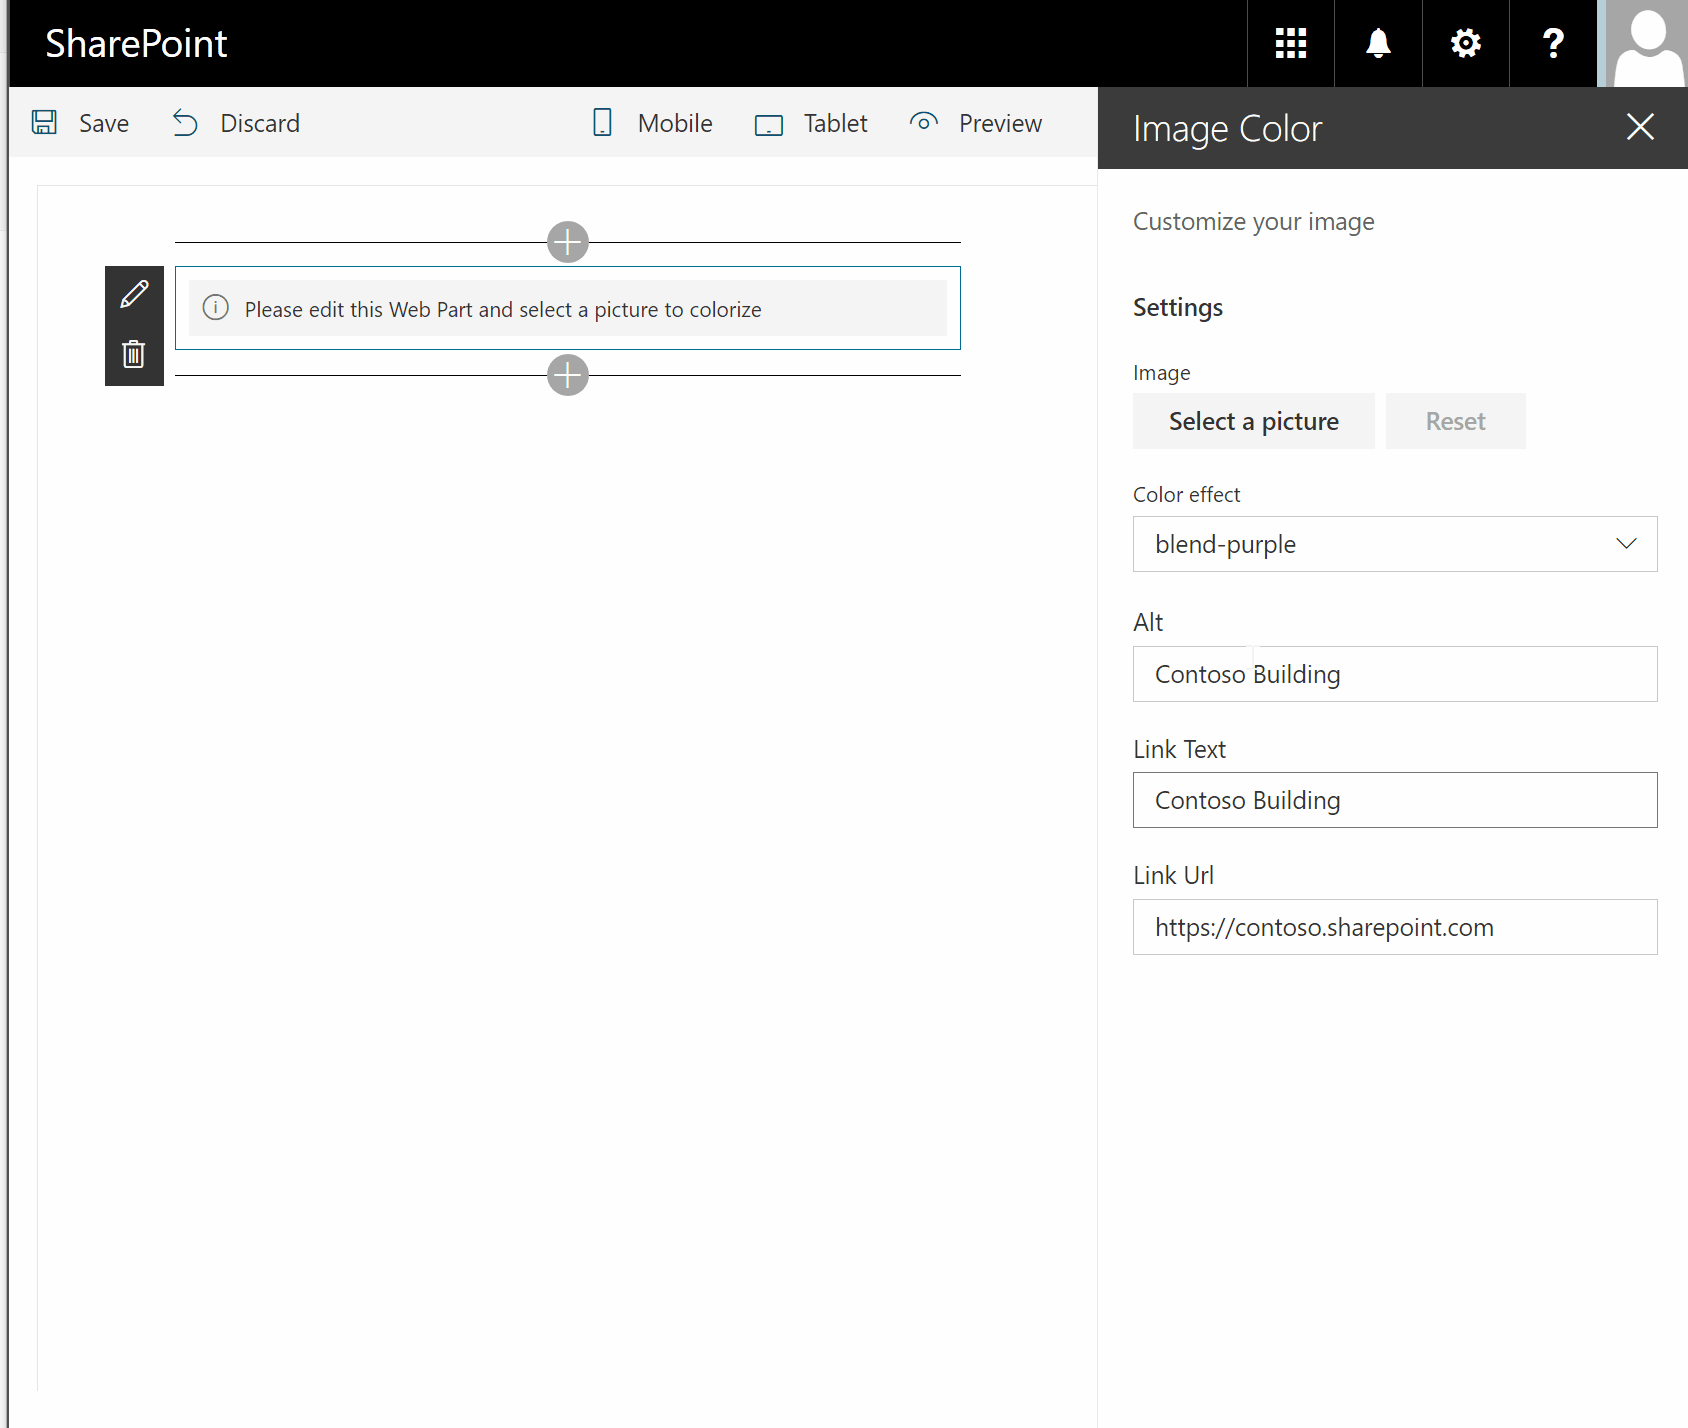 SharePoint
?
Save Discard Mobile Tablet Preview
Please edit this Web Part and select a picture to colorize
Image Color
Customize your image
Settings
Image
Select a picture Reset
Color effect
blend-purple
Alt
Contoso Building
Link Text
Contoso Building
Link Url
https://contoso.sharepoint.com